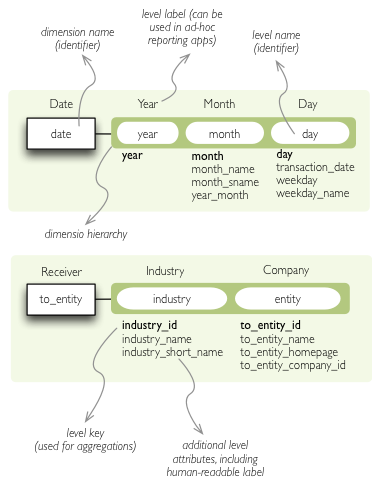 level label (can be
used in ad-hoc
reporting apps)
dimension name
(identifier)
level name
(identifier)
Date
Year
Month
Day
date
year
month
day
year
month
month_name
month_sname
year_month
day
transaction_date
weekday
weekday_name
dimensio hierarchy
Receiver
Industry
Company
to_entity
industry
entity
industry_id
industry_name
industry_short_name
to_entity_id
to_entity_name
to_entity_homepage
to_entity_company_id
level key
(used for aggregations)
additional level
attributes, including
human-readable label